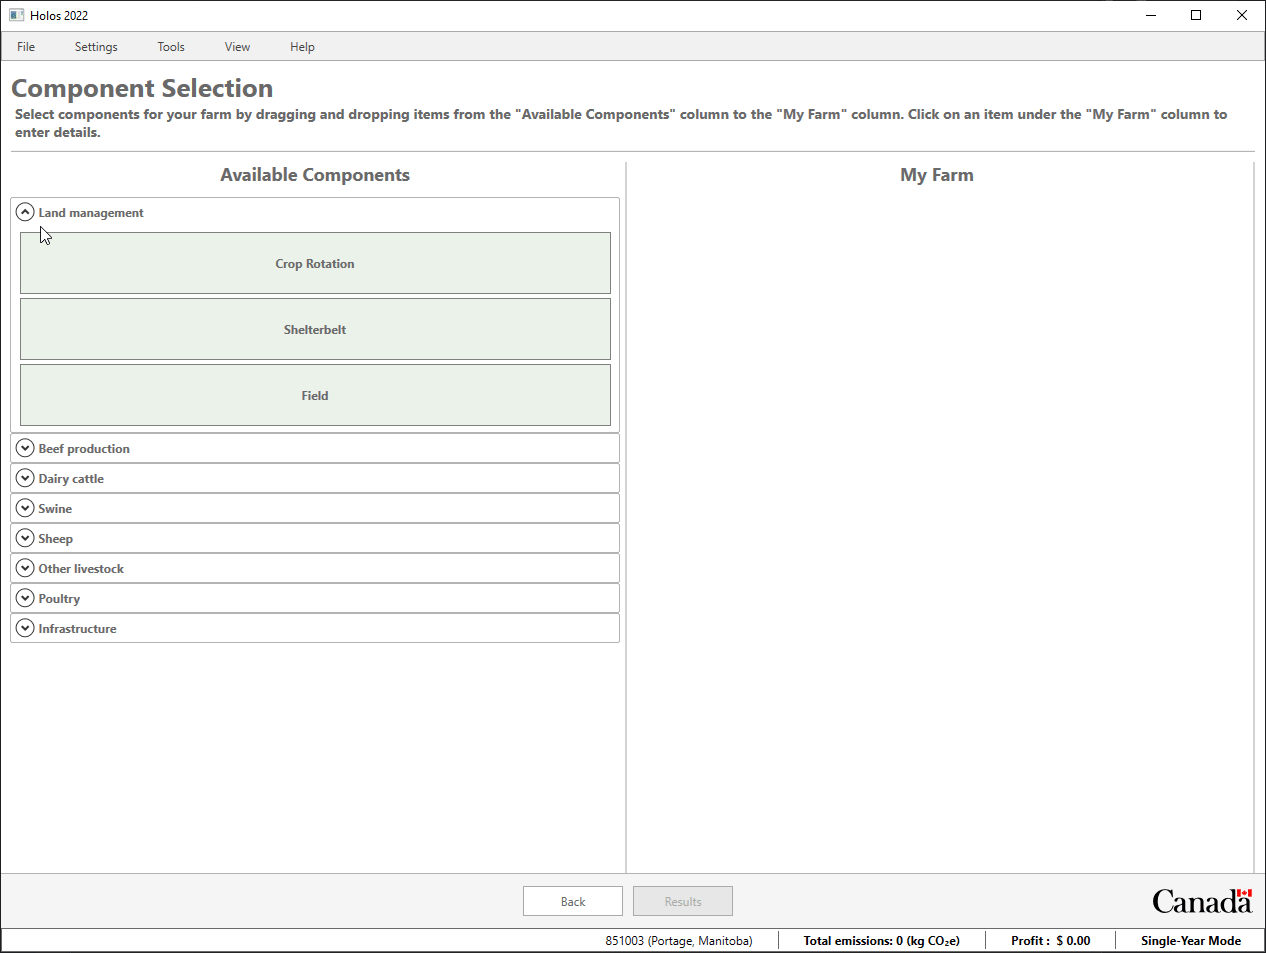 Holos 2022
File Settings Tools View Help
Component Selection
Select components for your farm by dragging and dropping items from the "Available Components" column to the "My Farm" column. Click on an item under the "My Farm" column to
enter details.
Available Components
My Farm
Land management
Crop Rotation
Shelterbelt
Field
Beef production
Dairy cattle
Swine
Sheep
Other livestock
Poultry
Infrastructure
Back Results
Canada
851003 (Portage, Manitoba) Total emissions: 0 (kg CO₂e) Profit : $ 0.00 Single-Year Mode